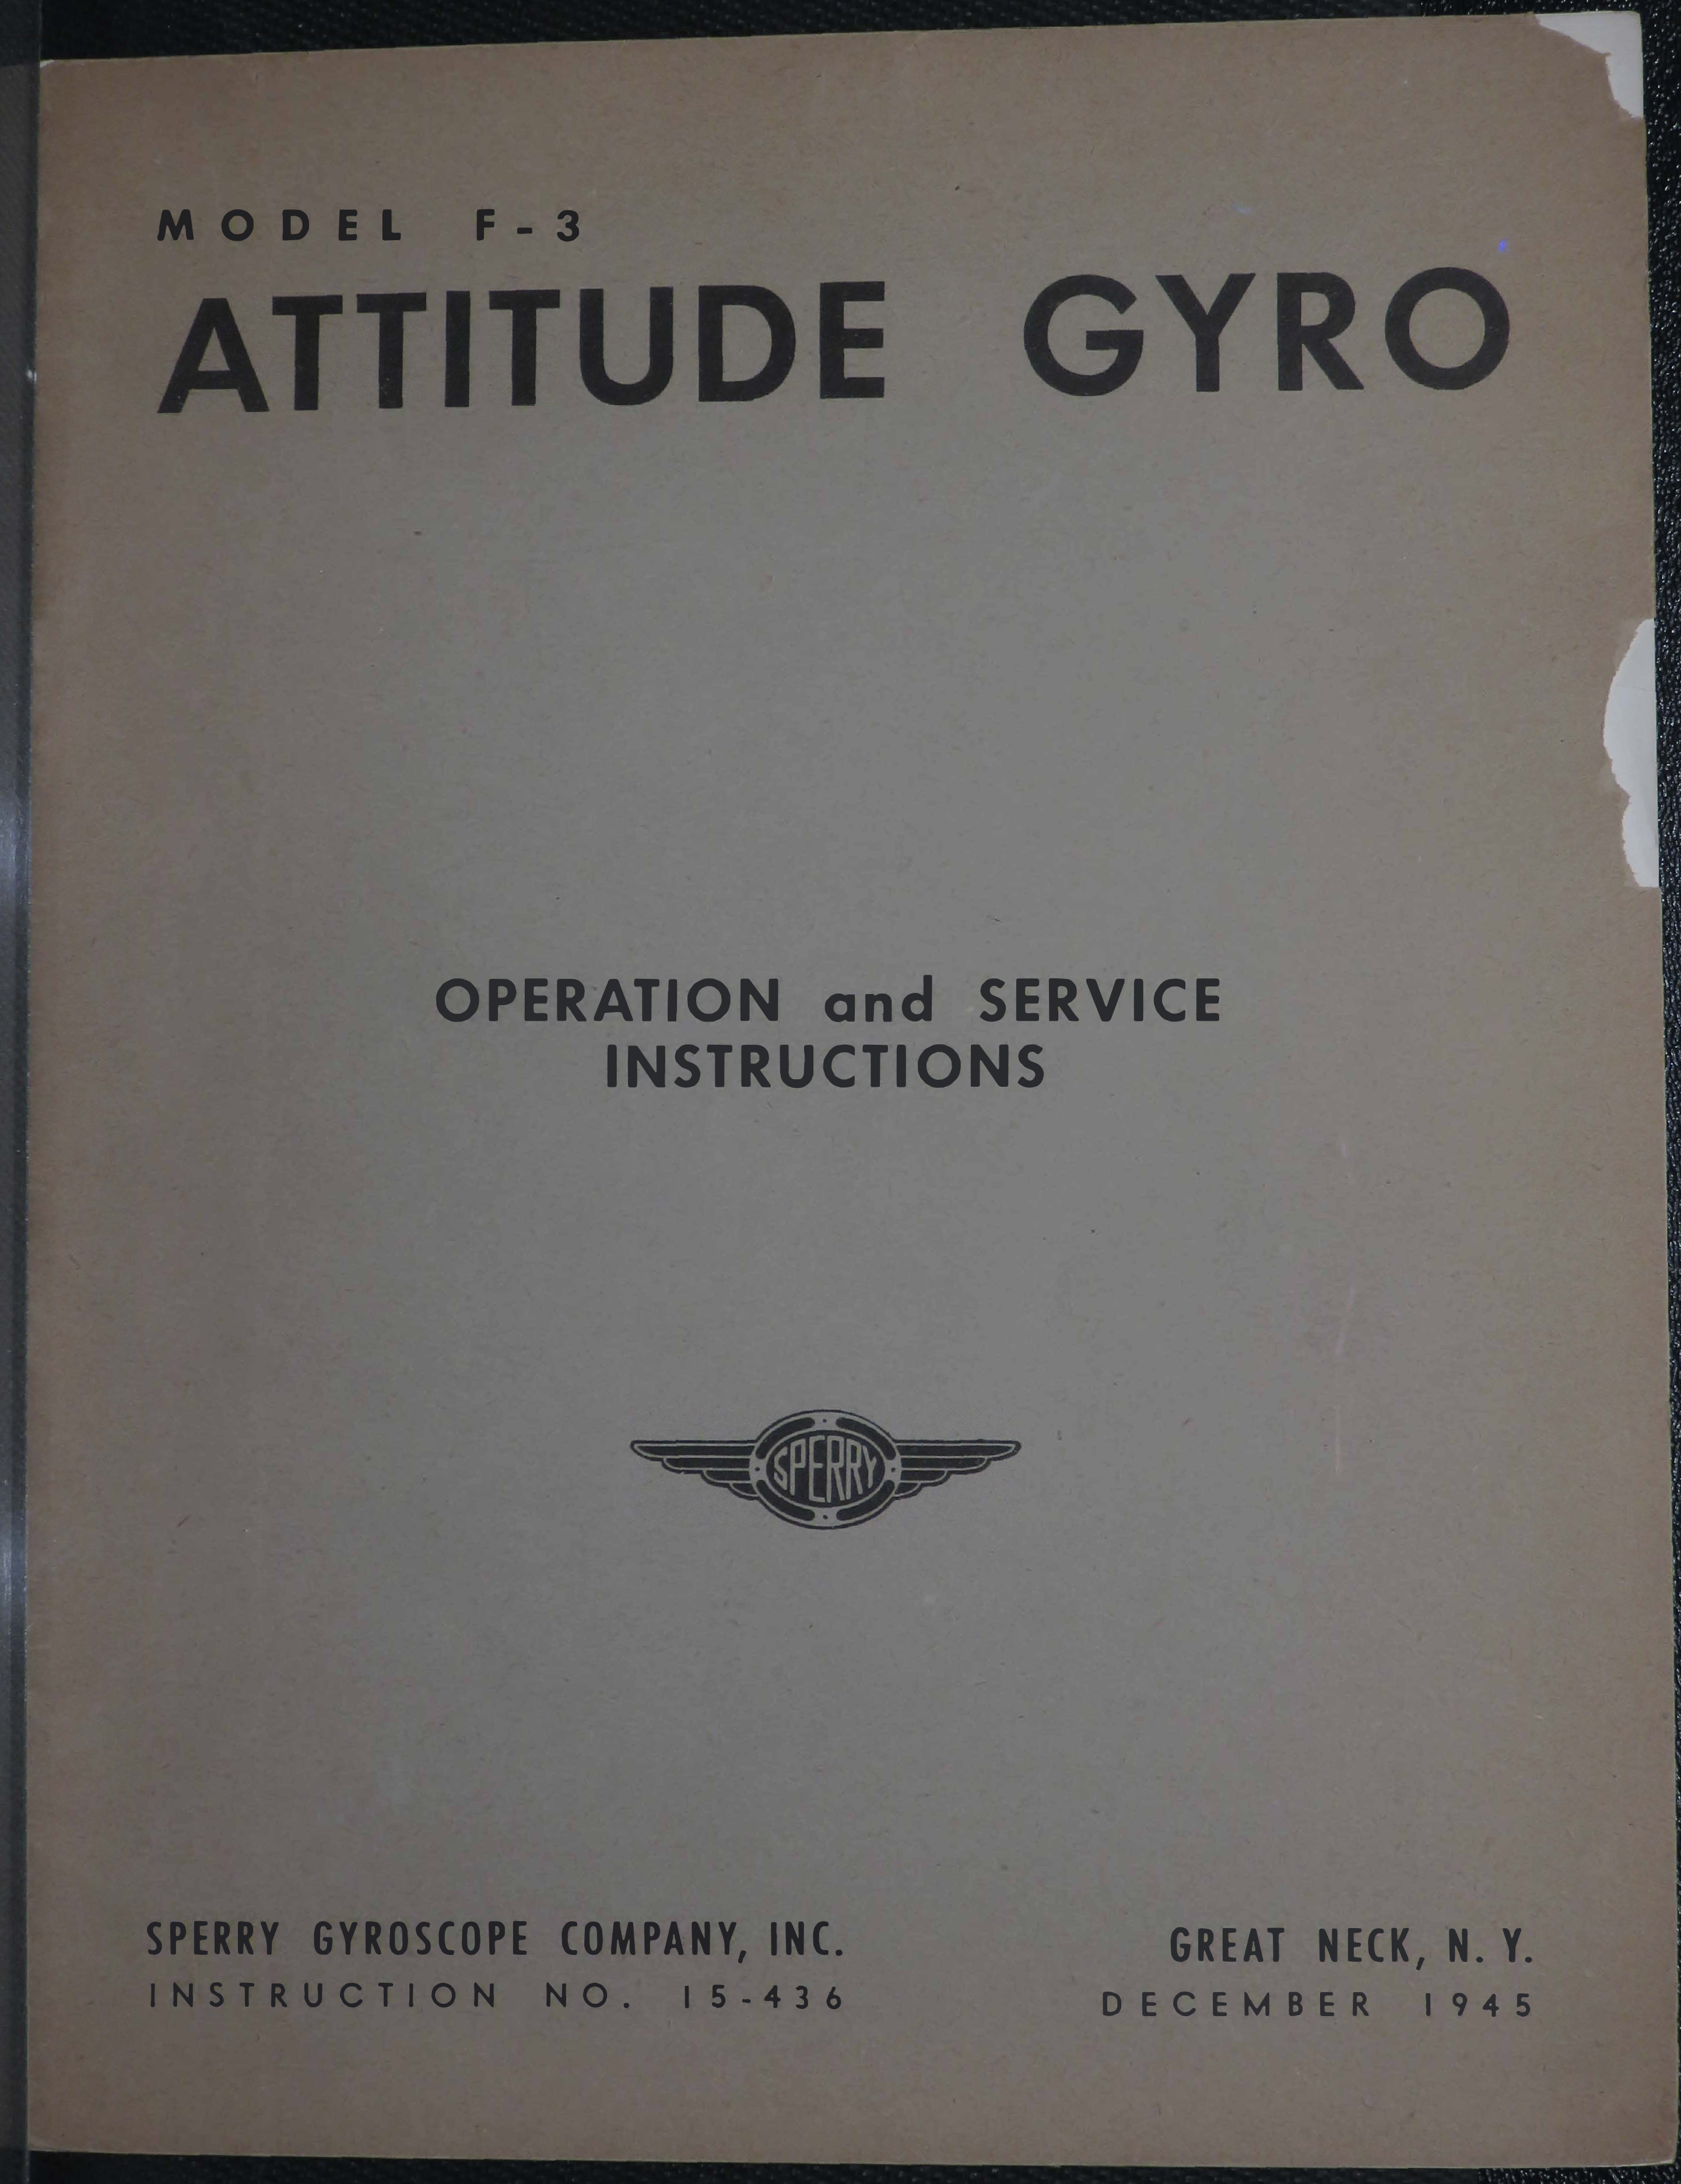 MODEL F-3
ATTITUDE GYRO
OPERATION and SERVICE
INSTRUCTIONS
SPERRY
SPERRY GYROSCOPE COMPANY, INC.
INSTRUCTION NO. 15-436
GREAT NECK, N. Y.
DECEMBER 1945